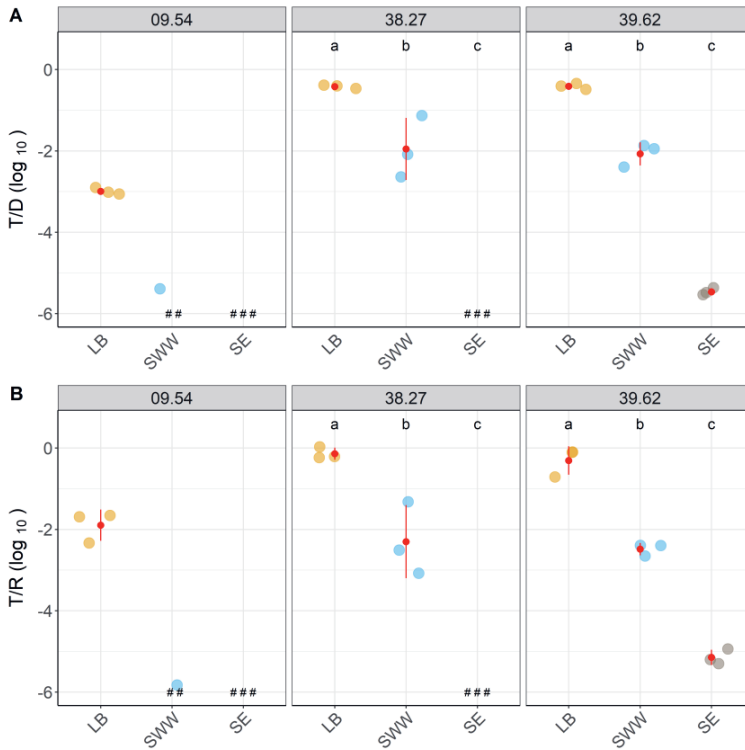 A
09.54 38.27 39.62
a b c a b c
0
-2
-4
-6
T/D (log 10 )
# # # # # # # #
LB SWW SE LB SWW SE LB SWW SE
B
09.54 38.27 39.62
a b c a b c
0
-2
-4
-6
T/R (log 10 )
# # # # # # # #
LB SWW SE LB SWW SE LB SWW SE